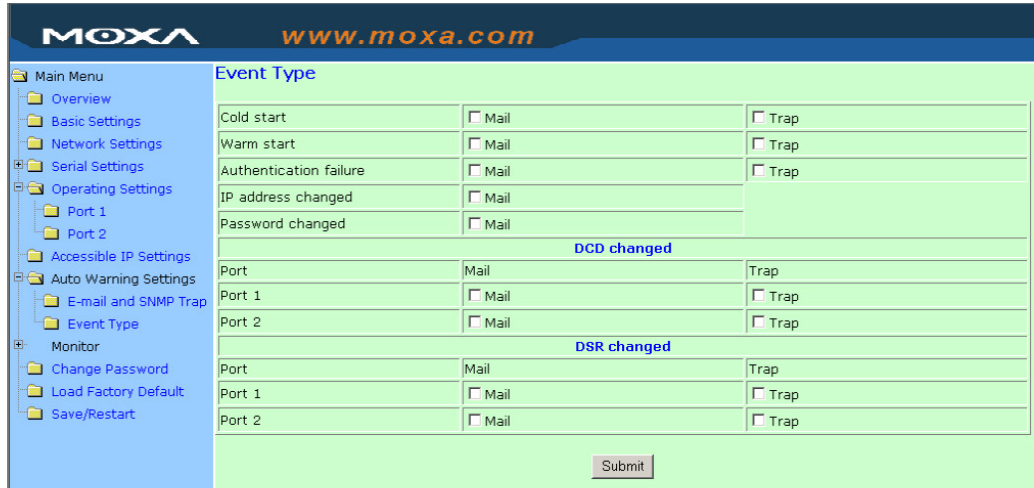 MOXA
www.moxa.com
Main Menu
Overview
Basic Settings
Network Settings
Serial Settings
Operating Settings
Port 1
Port 2
Accessible IP Settings
Auto Warning Settings
E-mail and SNMP Trap
Event Type
Monitor
Change Password
Load Factory Default
Save/Restart
Event Type
Cold start Mail Trap
Warm start Mail Trap
Authentication failure Mail Trap
IP address changed Mail
Password changed Mail
DCD changed
Port Mail Trap
Port 1 Mail Trap
Port 2 Mail Trap
DSR changed
Port Mail Trap
Port 1 Mail Trap
Port 2 Mail Trap
Submit